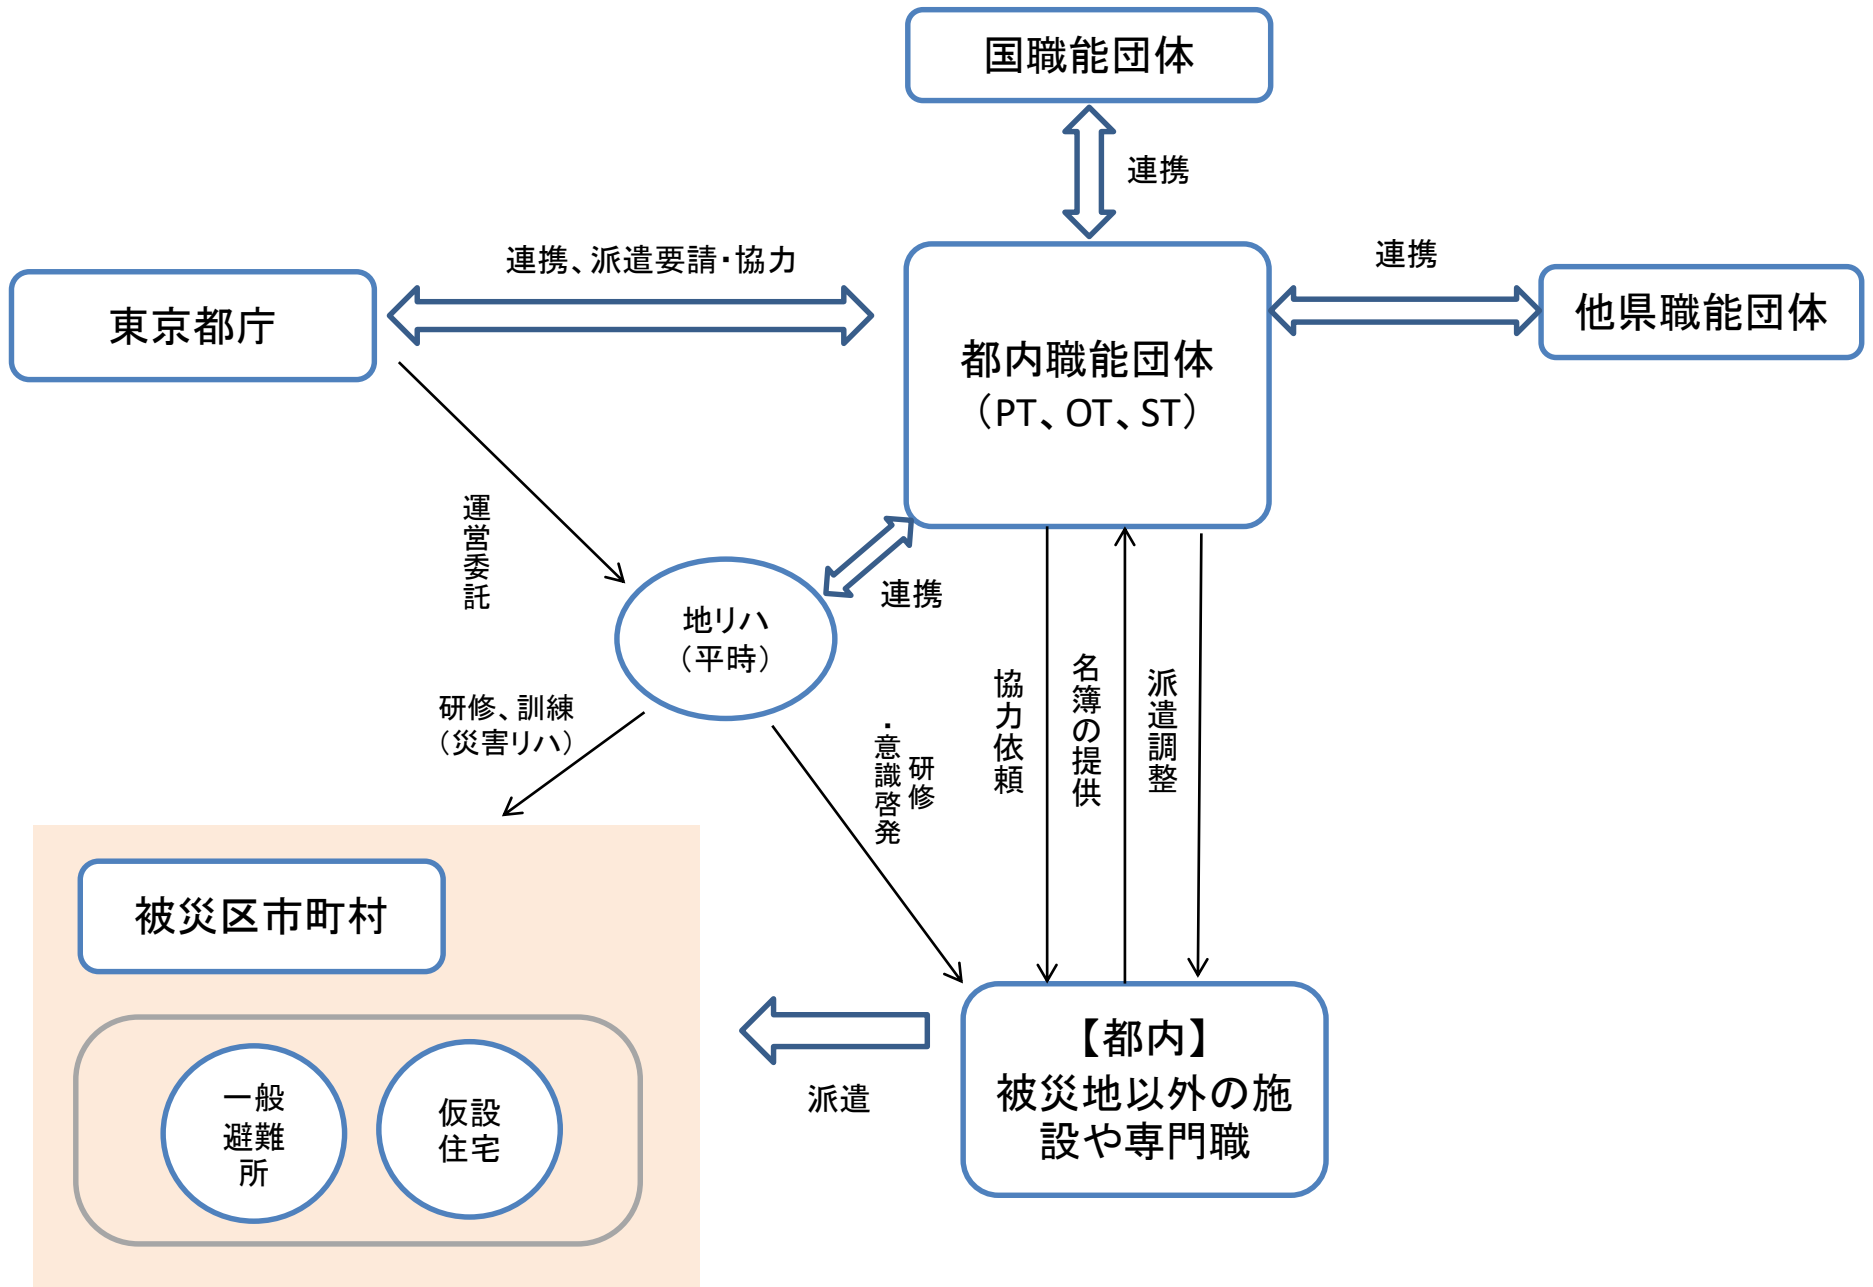 国職能団体
連携
連携、派遣要請・協力
連携
東京都庁
他県職能団体
都内職能団体
（PT、OT、ST）
運営委託
連携
地リハ
（平時）
研修、訓練
（災害リハ）
研修
・意識啓発
協力依頼
名簿の提供
派遣調整
被災区市町村
一般
避難
所
仮設
住宅
派遣
【都内】
被災地以外の施
設や専門職